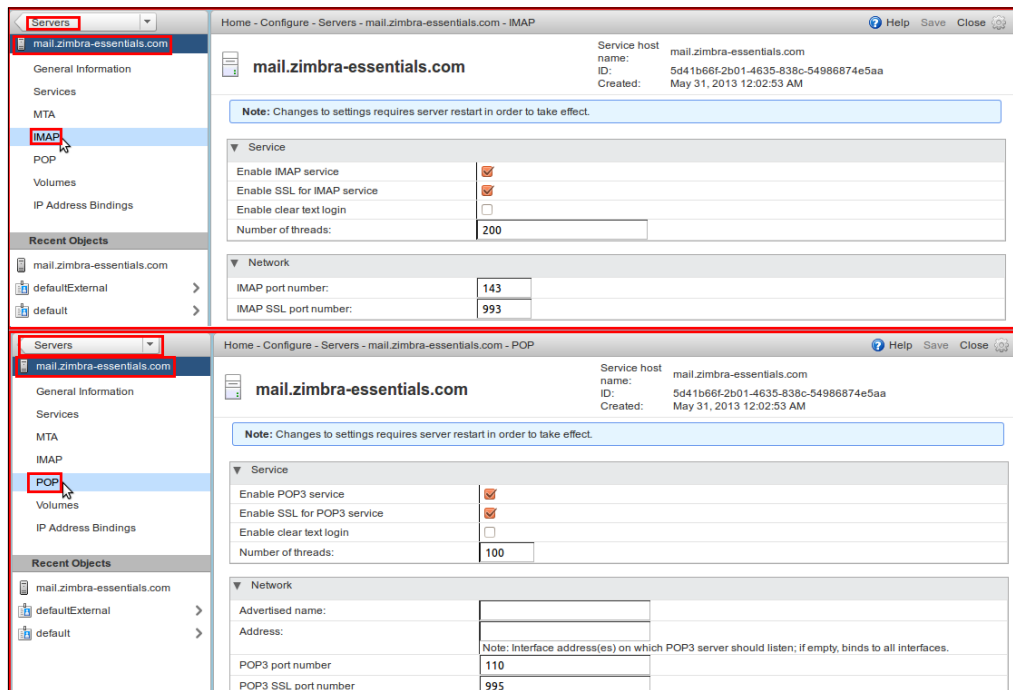 Servers
Home - Configure - Servers - mail.zimbra-essentials.com - IMAP
Help Save Close
mail.zimbra-essentials.com
General Information
Services
MTA
IMAP
POP
Volumes
IP Address Bindings
Recent Objects
mail.zimbra-essentials.com
defaultExternal
default
mail.zimbra-essentials.com
Service host name: mail.zimbra-essentials.com
ID: 5d41b66f-2b01-4635-838c-54986874e5aa
Created: May 31, 2013 12:02:53 AM
Note: Changes to settings requires server restart in order to take effect.
Service
Enable IMAP service
Enable SSL for IMAP service
Enable clear text login
Number of threads: 200
Network
IMAP port number: 143
IMAP SSL port number: 993
Servers
Home - Configure - Servers - mail.zimbra-essentials.com - POP
Help Save Close
mail.zimbra-essentials.com
General Information
Services
MTA
IMAP
POP
Volumes
IP Address Bindings
Recent Objects
mail.zimbra-essentials.com
defaultExternal
default
mail.zimbra-essentials.com
Service host name: mail.zimbra-essentials.com
ID: 5d41b66f-2b01-4635-838c-54986874e5aa
Created: May 31, 2013 12:02:53 AM
Note: Changes to settings requires server restart in order to take effect.
Service
Enable POP3 service
Enable SSL for POP3 service
Enable clear text login
Number of threads: 100
Network
Advertised name:
Address:
Note: Interface address(es) on which POP3 server should listen; if empty, binds to all interfaces.
POP3 port number 110
POP3 SSL port number 995